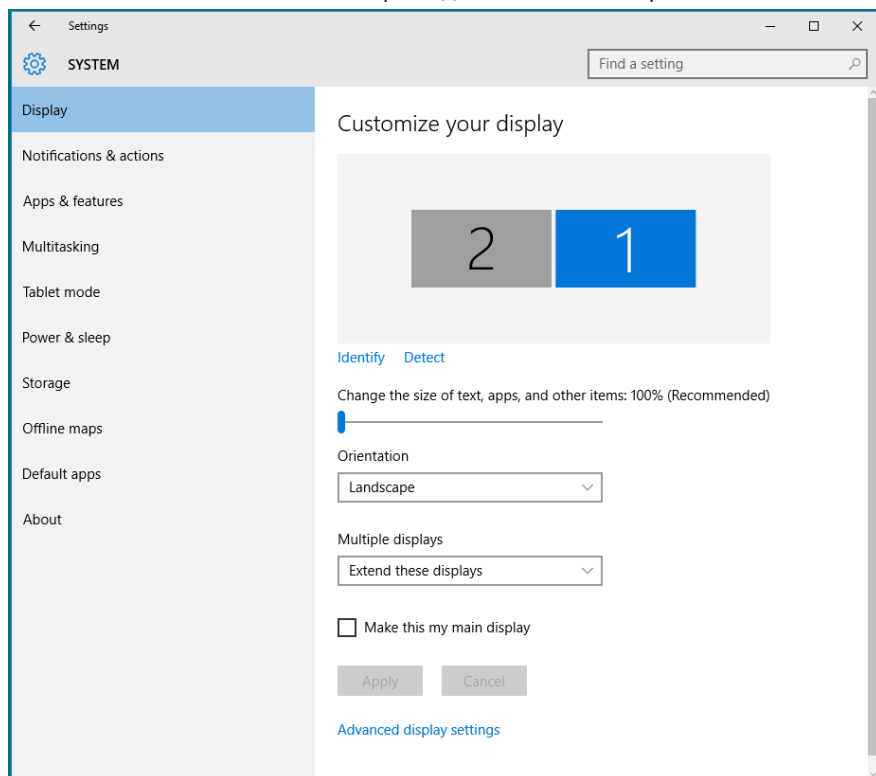 Settings
SYSTEM
Find a setting
Display
Notifications & actions
Apps & features
Multitasking
Tablet mode
Power & sleep
Storage
Offline maps
Default apps
About
Customize your display
2 1
Identify Detect
Change the size of text, apps, and other items: 100% (Recommended)
Orientation
Landscape
Multiple displays
Extend these displays
Make this my main display
Apply Cancel
Advanced display settings